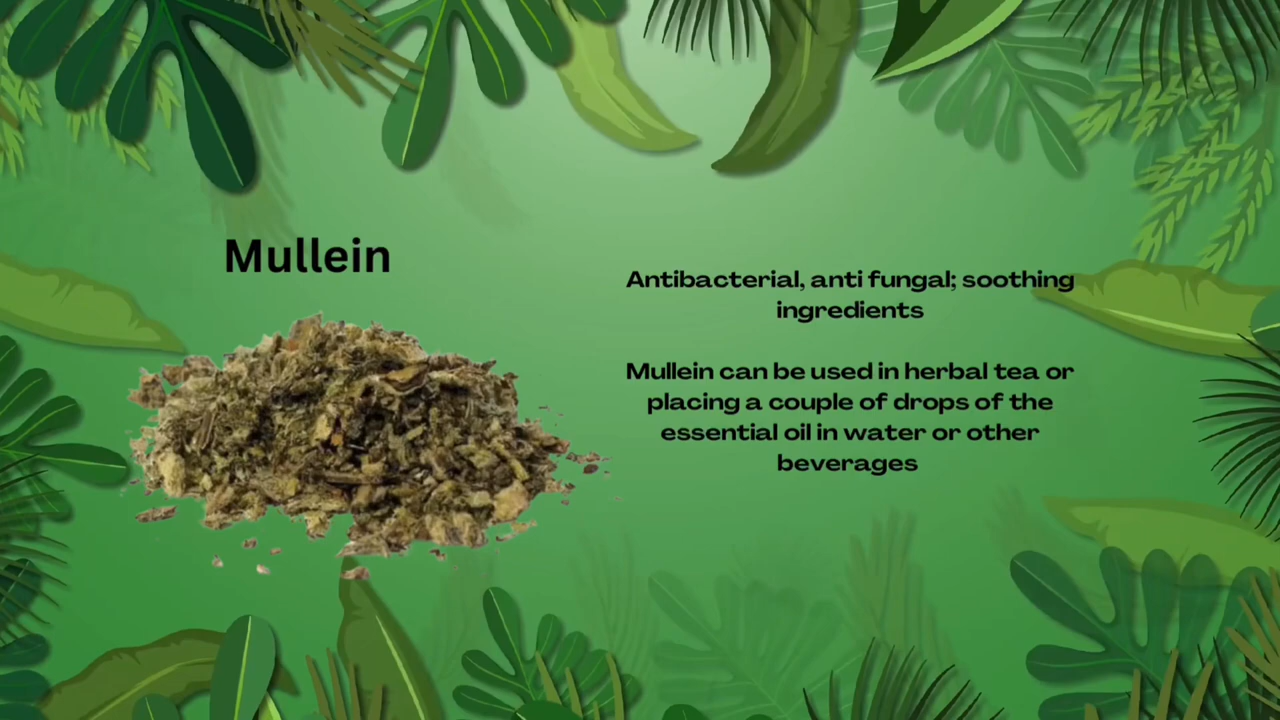 Mullein
Antibacterial, anti fungal; soothing
ingredients
Mullein can be used in herbal tea or
placing a couple of drops of the
essential oil in water or other
beverages